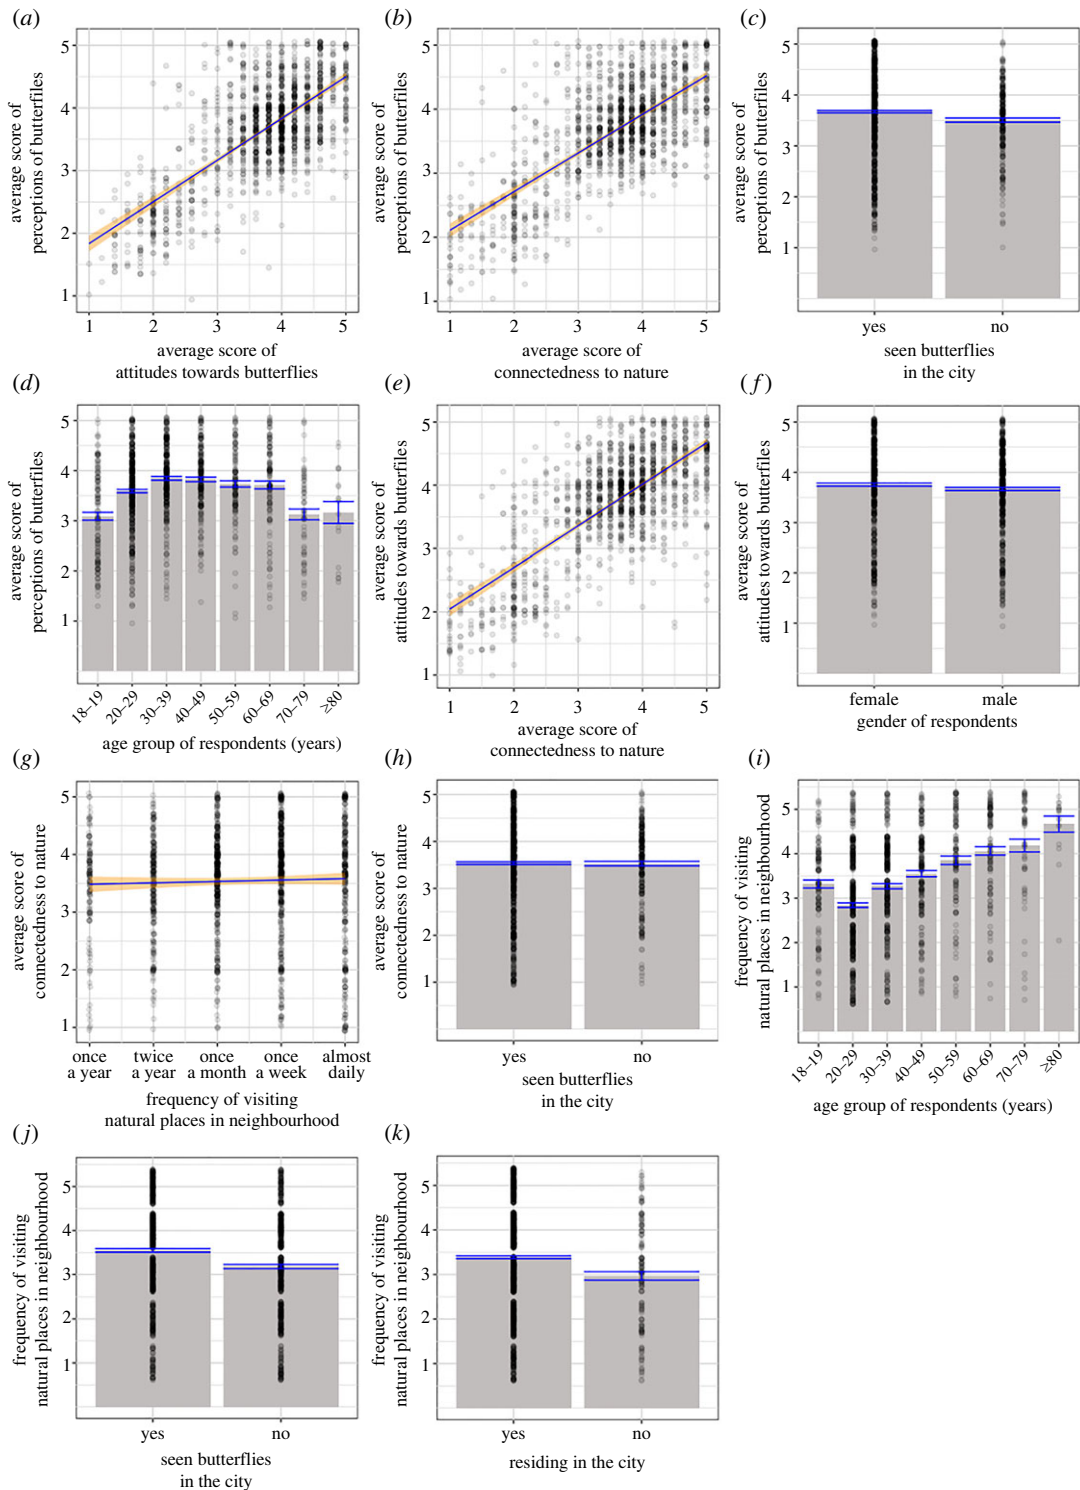 (a)
5
4
3
2
1
average score of
perceptions of butterfiles
1 2 3 4 5
average score of
attitudes towards butterflies
(b)
5
4
3
2
1
average score of
perceptions of butterfiles
1 2 3 4 5
average score of
connectedness to nature
(c)
5
4
3
2
1
average score of
perceptions of butterfiles
yes no
seen butterflies
in the city
(d)
5
4
3
2
1
average score of
perceptions of butterfiles
18–19 20–29 30–39 40–49 50–59 60–69 70–79 ≥80
age group of respondents (years)
(e)
5
4
3
2
1
average score of
attitudes towards butterflies
1 2 3 4 5
average score of
connectedness to nature
(f)
5
4
3
2
1
average score of
attitudes towards butterflies
female male
gender of respondents
(g)
5
4
3
2
1
average score of
connectedness to nature
once twice once once almost
a year a year a month a week daily
frequency of visiting
natural places in neighbourhood
(h)
5
4
3
2
1
average score of
connectedness to nature
yes no
seen butterflies
in the city
(i)
5
4
3
2
1
frequency of visiting
natural places in neighbourhood
18–19 20–29 30–39 40–49 50–59 60–69 70–79 ≥80
age group of respondents (years)
(j)
5
4
3
2
1
frequency of visiting
natural places in neighbourhood
yes no
seen butterflies
in the city
(k)
5
4
3
2
1
frequency of visiting
natural places in neighbourhood
yes no
residing in the city